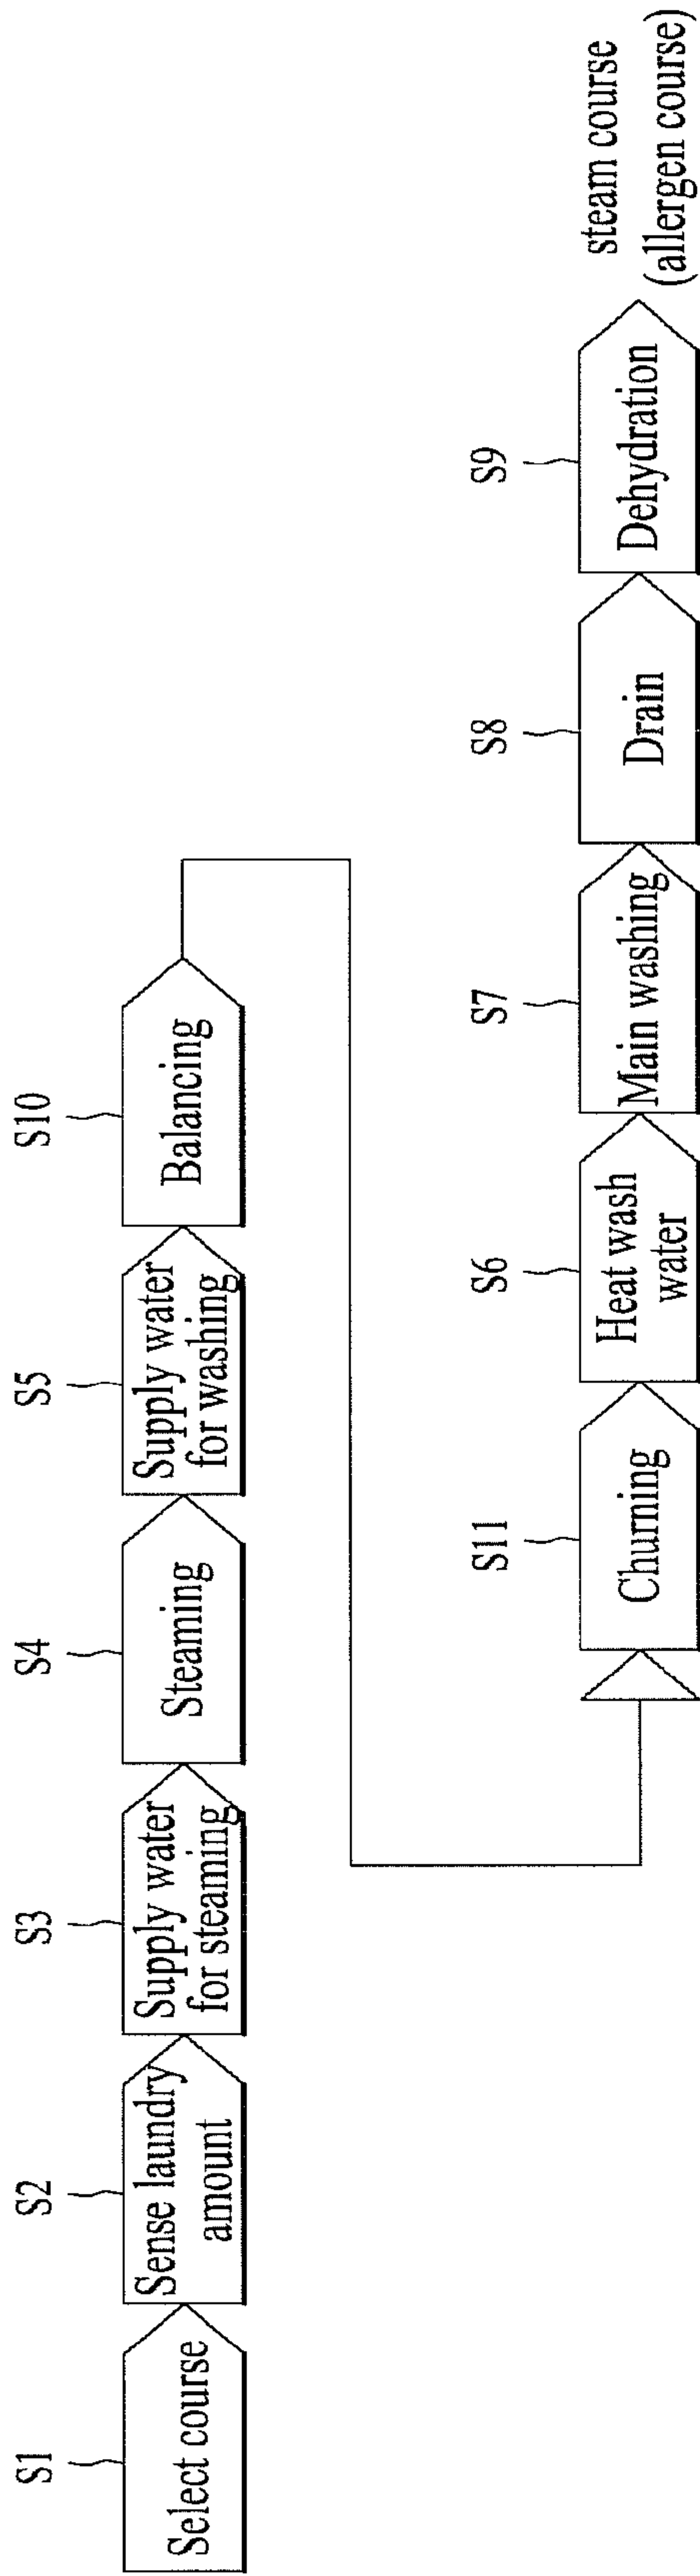 S1
S2
S3
S4
S5
S10
Select course
Sense laundry
amount
Supply water
for steaming
Steaming
Supply water
for washing
Balancing
S11
S6
S7
S8
S9
Churning
Heat wash
water
Main washing
Drain
Dehydration
steam course
(allergen course)